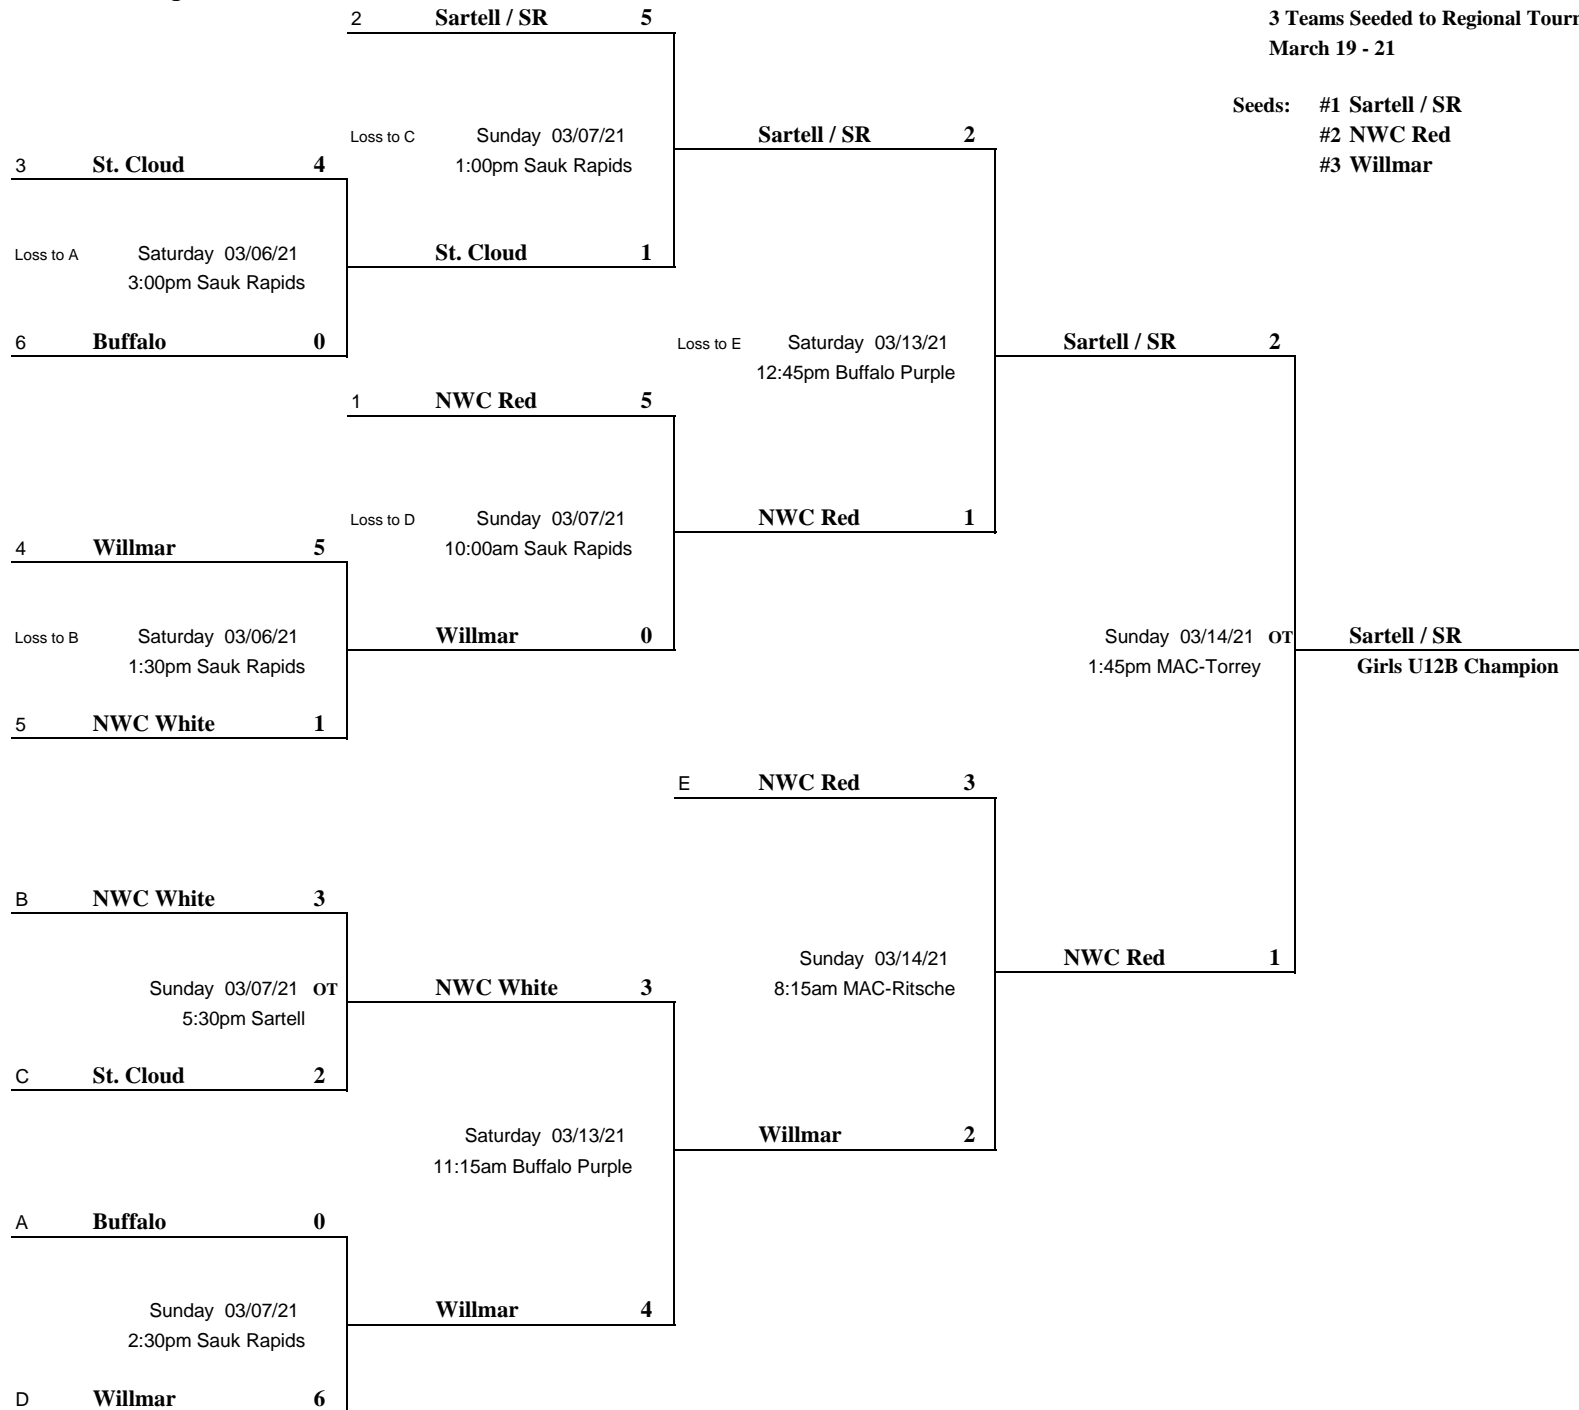 2 Sartell / SR 5
3 Teams Seeded to Regional
March 19 - 21
Seeds: #1 Sartell / SR
#2 NWC Red
#3 Willmar
Loss to C Sunday 03/07/21
1:00pm Sauk Rapids
Sartell / SR 2
3 St. Cloud 4
Loss to A Saturday 03/06/21
3:00pm Sauk Rapids
St. Cloud 1
6 Buffalo 0
Loss to E Saturday 03/13/21
12:45pm Buffalo Purple
Sartell / SR 2
1 NWC Red 5
Loss to D Sunday 03/07/21
10:00am Sauk Rapids
NWC Red 1
4 Willmar 5
Loss to B Saturday 03/06/21
1:30pm Sauk Rapids
Willmar 0
Sunday 03/14/21 OT
1:45pm MAC-Torrey
Sartell / SR
Girls U12B Champion
5 NWC White 1
E NWC Red 3
B NWC White 3
Sunday 03/07/21 OT
5:30pm Sartell
NWC White 3
Sunday 03/14/21
8:15am MAC-Ritsche
NWC Red 1
C St. Cloud 2
Saturday 03/13/21
11:15am Buffalo Purple
Willmar 2
A Buffalo 0
Sunday 03/07/21
2:30pm Sauk Rapids
Willmar 4
D Willmar 6